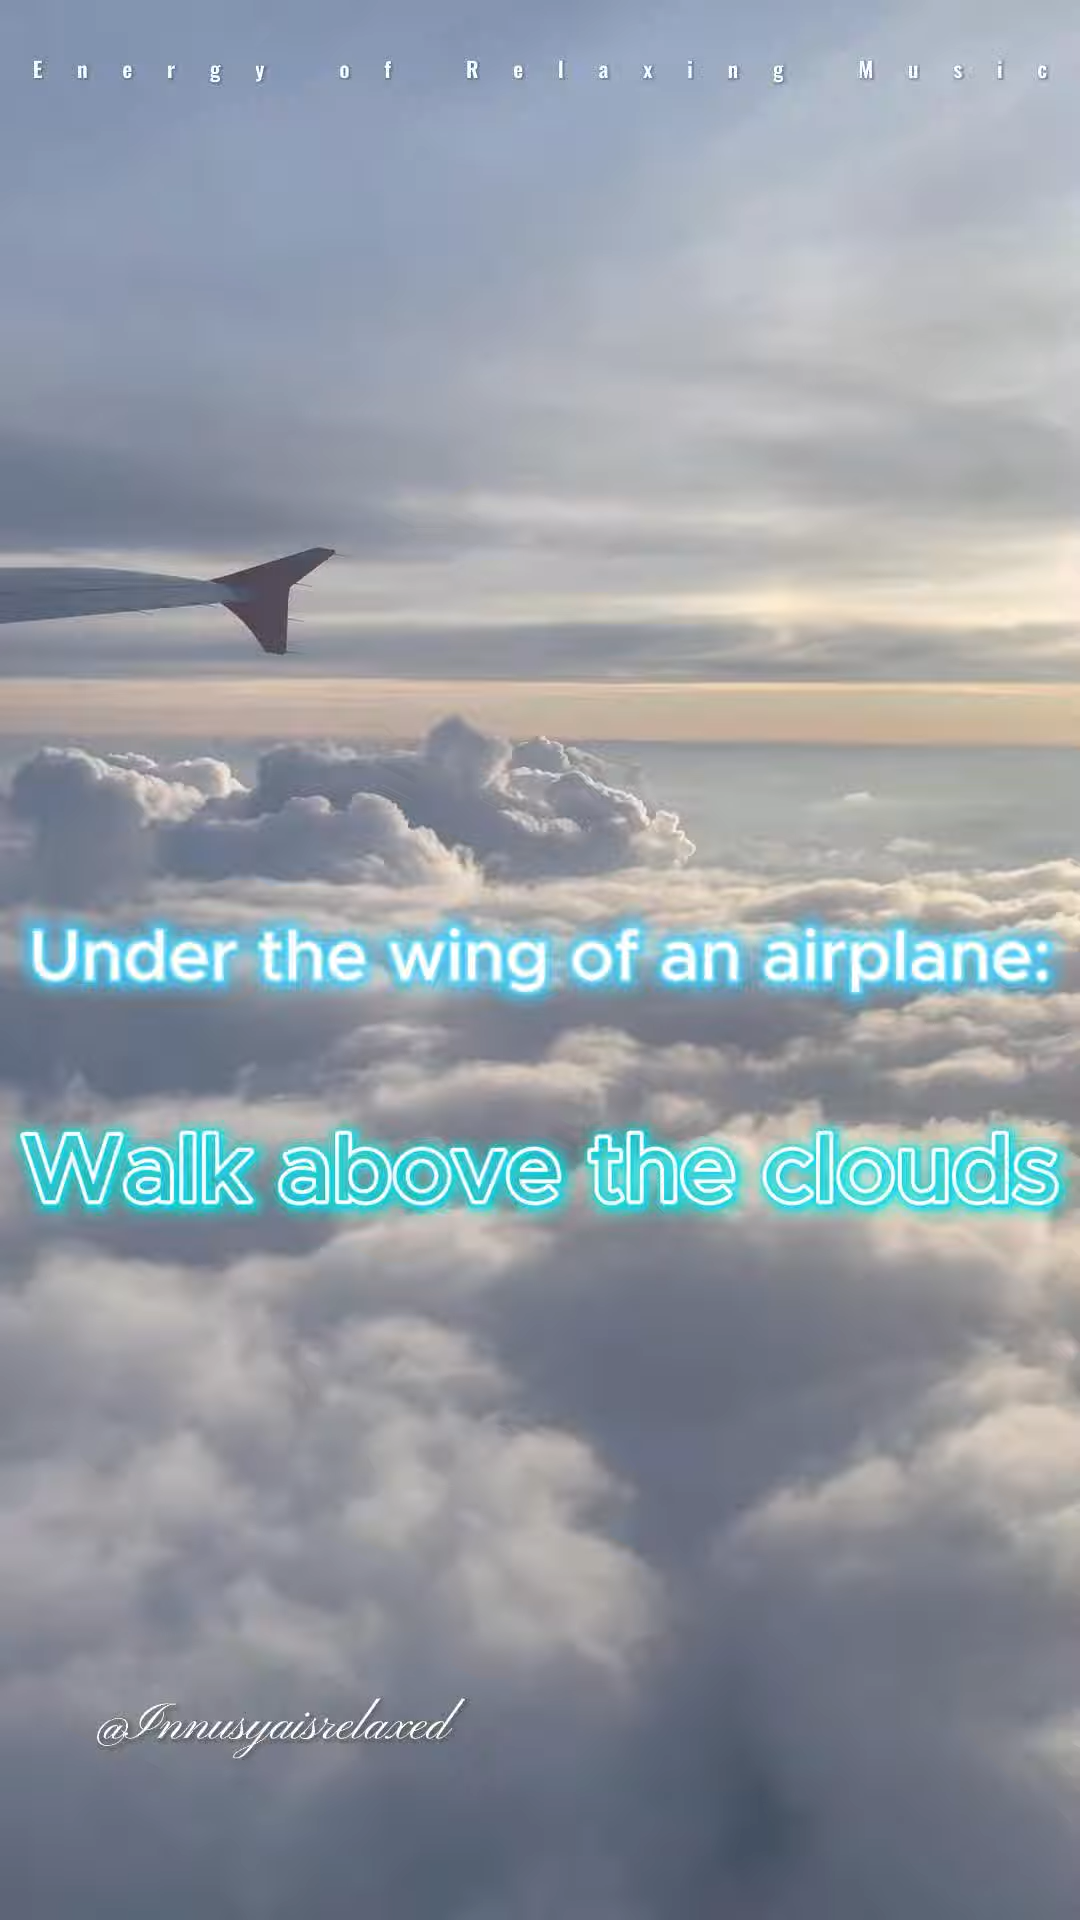 Energy of Relaxing Music
Under the wing of an airplane:
Walk above the clouds
@Innusyaisrelaxed